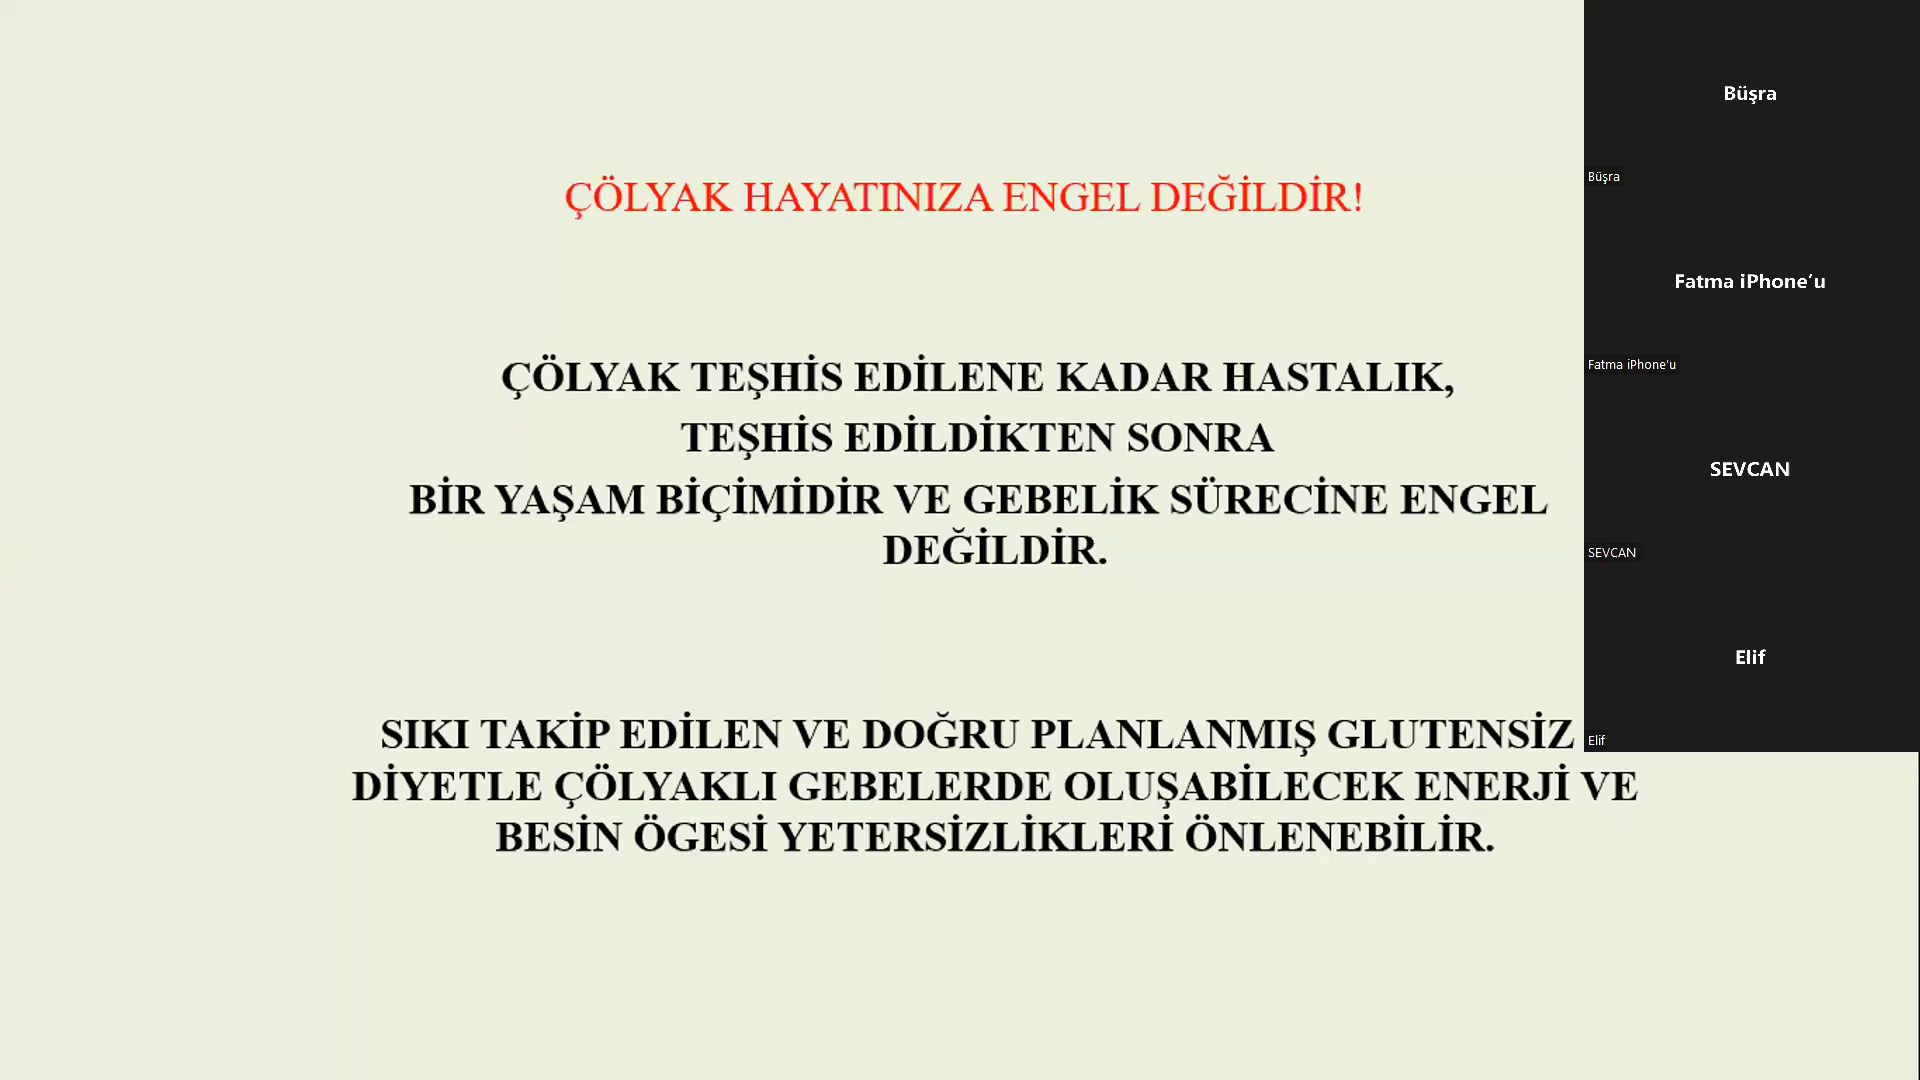 ÇÖLYAK HAYATINIZA ENGEL DEĞİLDİR!
ÇÖLYAK TEŞHİS EDİLENE KADAR HASTALIK,
TEŞHİS EDİLDİKTEN SONRA
BİR YAŞAM BİÇİMİDİR VE GEBELİK SÜRECİNE ENGEL
DEĞİLDİR.
SIKI TAKİP EDİLEN VE DOĞRU PLANLANMIŞ GLUTENSİZ
DİYETLE ÇÖLYAKLI GEBELERDE OLUŞABİLECEK ENERJİ VE
BESİN ÖGESİ YETERSİZLİKLERİ ÖNLENEBİLİR.
Büşra
Büşra
Fatma iPhone'u
Fatma iPhone'u
SEVCAN
SEVCAN
Elif
Elif